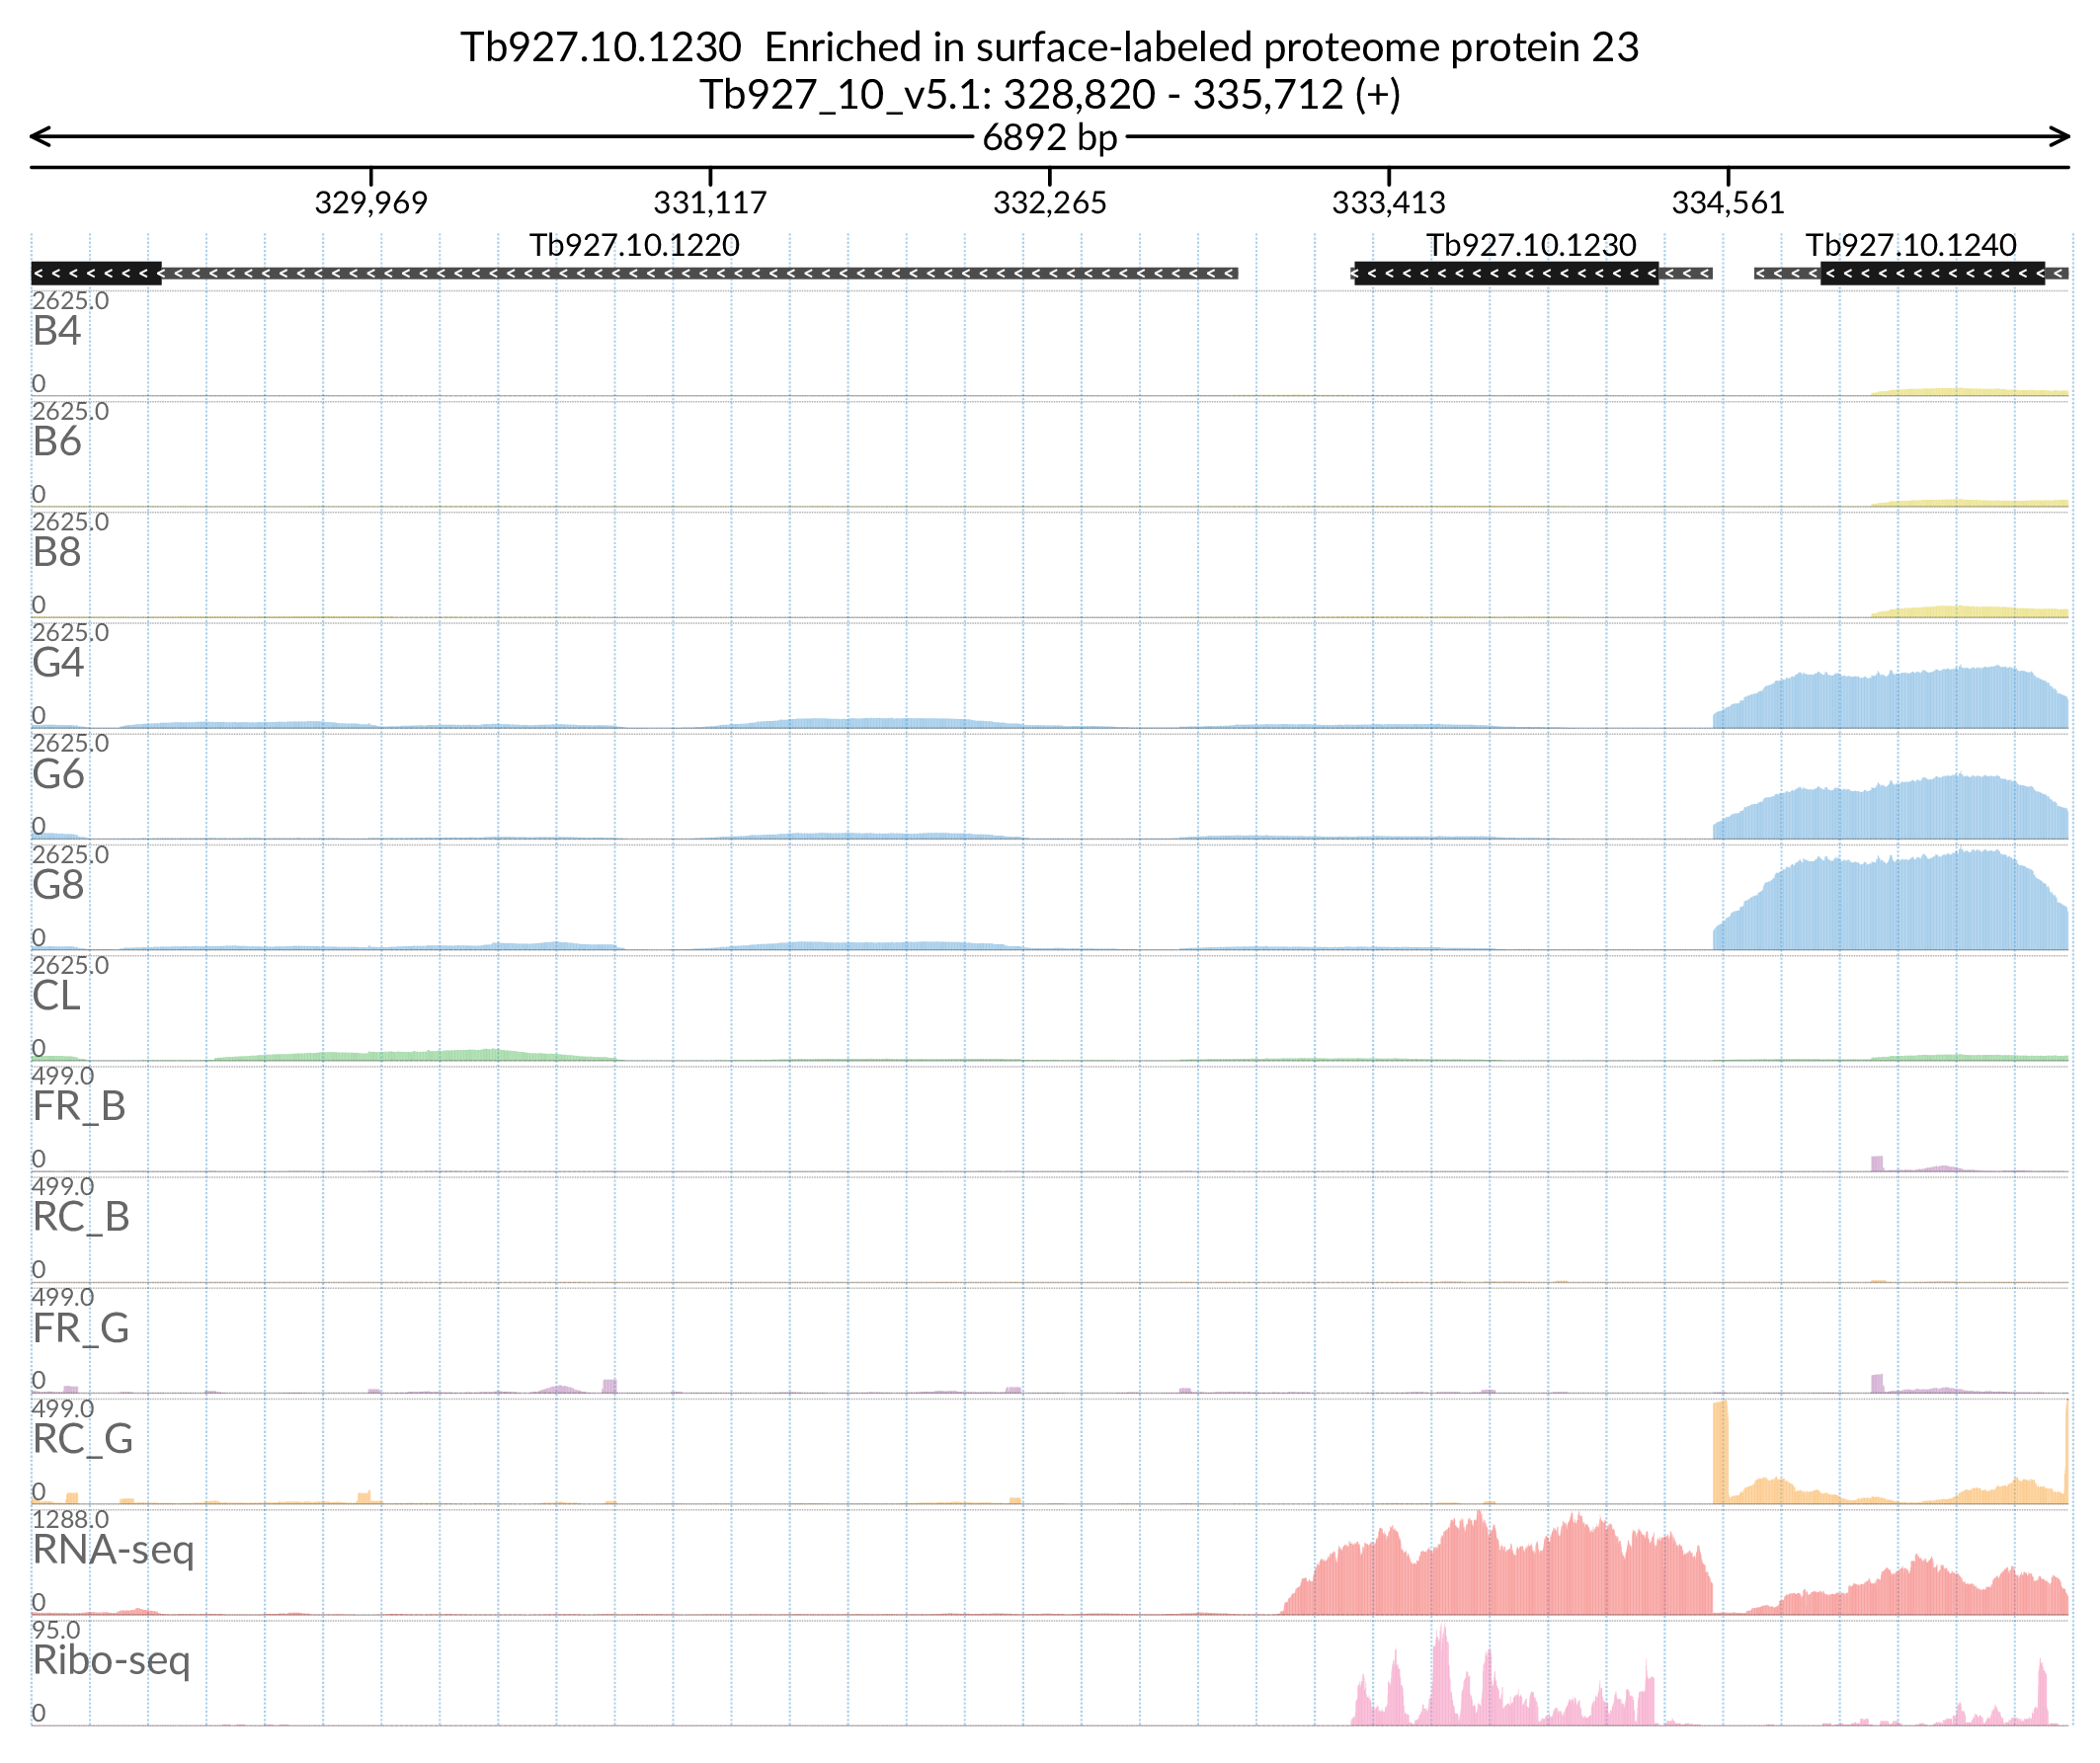 Tb927.10.1230 Enriched in surface-labeled proteome protein 23
Tb927_10_v5.1: 328,820 - 335,712 (+)
6892 bp
329,969 331,117 332,265 333,413 334,561
Tb927.10.1220 Tb927.10.1230 Tb927.10.1240
2625.0
B4
0
2625.0
B6
0
2625.0
B8
0
2625.0
G4
0
2625.0
G6
0
2625.0
G8
0
2625.0
CL
0
499.0
FR_B
0
499.0
RC_B
0
499.0
FR_G
0
499.0
RC_G
0
1288.0
RNA-seq
0
95.0
Ribo-seq
0